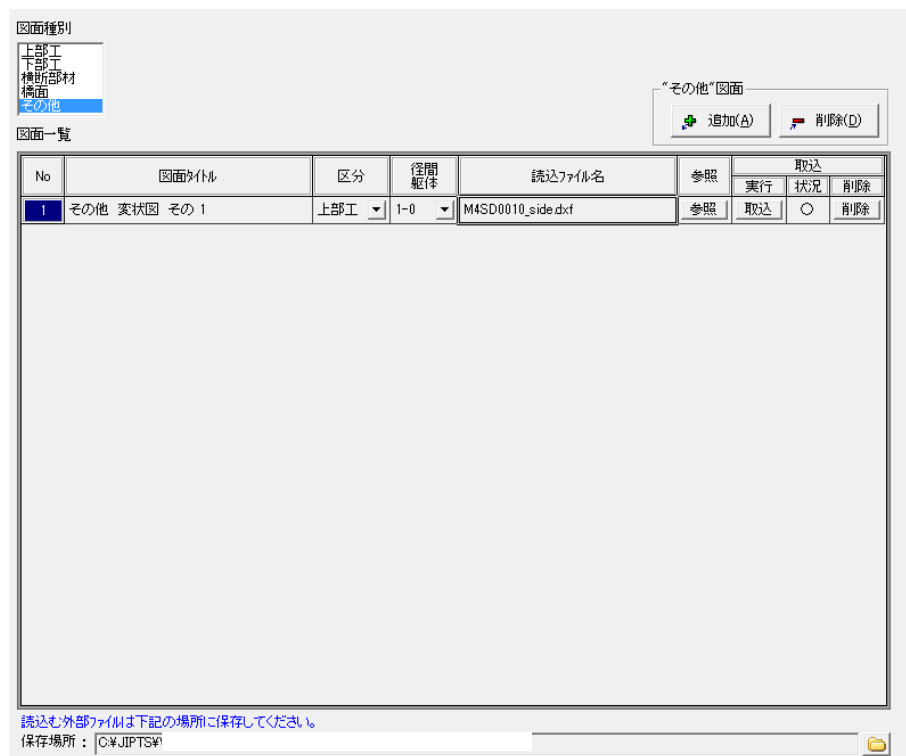 図面種別
上部工
下部工
横断部材
橋面
その他
"その他"図面
追加(A)
削除(D)
図面一覧
No 図面ﾀｲﾄﾙ 区分 径間 躯体 読込ﾌｧｲﾙ名 参照 取込
実行 状況 削除
1 その他 変状図 その 1 上部工 1-0 M4SD0010_side.dxf 参照 取込 ○ 削除
読込む外部ﾌｧｲﾙは下記の場所に保存してください。
保存場所： C:¥JIPTS¥